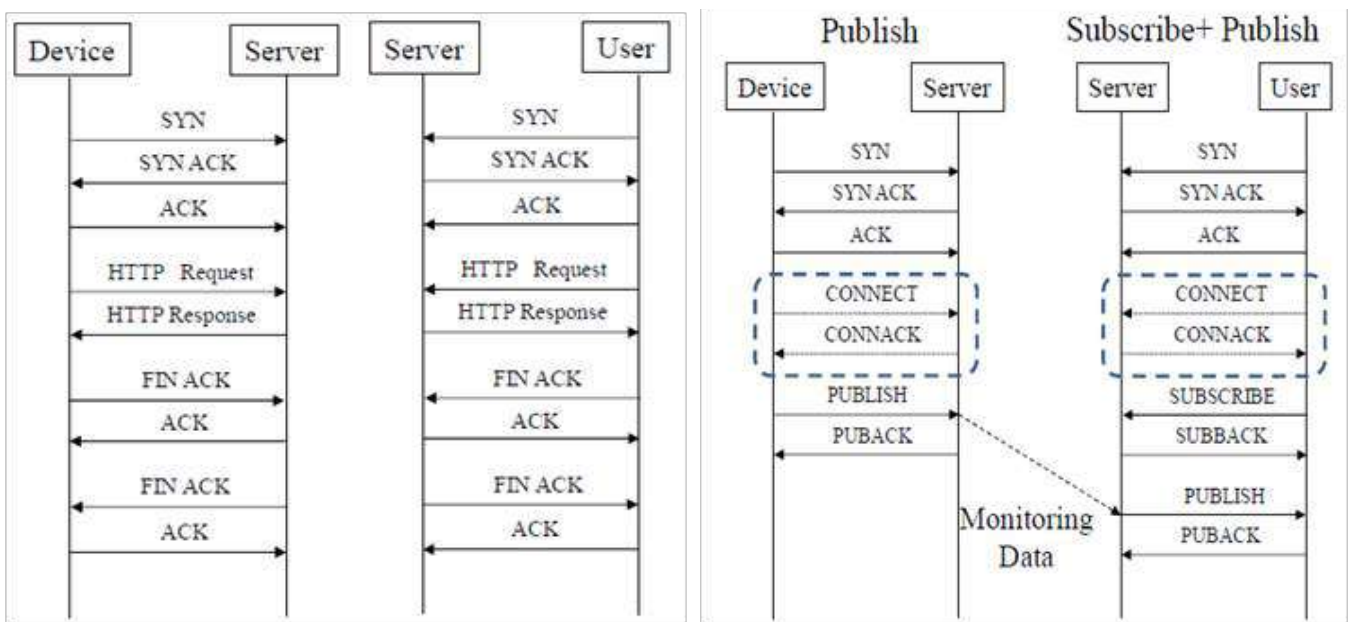 Device Server Server User
SYN SYN
SYN ACK SYN ACK
ACK ACK
HTTP Request HTTP Request
HTTP Response HTTP Response
FIN ACK FIN ACK
ACK ACK
FIN ACK FIN ACK
ACK ACK
Publish Subscribe+ Publish
Device Server Server User
SYN SYN
SYN ACK SYN ACK
ACK ACK
CONNECT CONNECT
CONNACK CONNACK
PUBLISH SUBSCRIBE
PUBACK SUBBACK
PUBLISH
Monitoring
PUBACK
Data